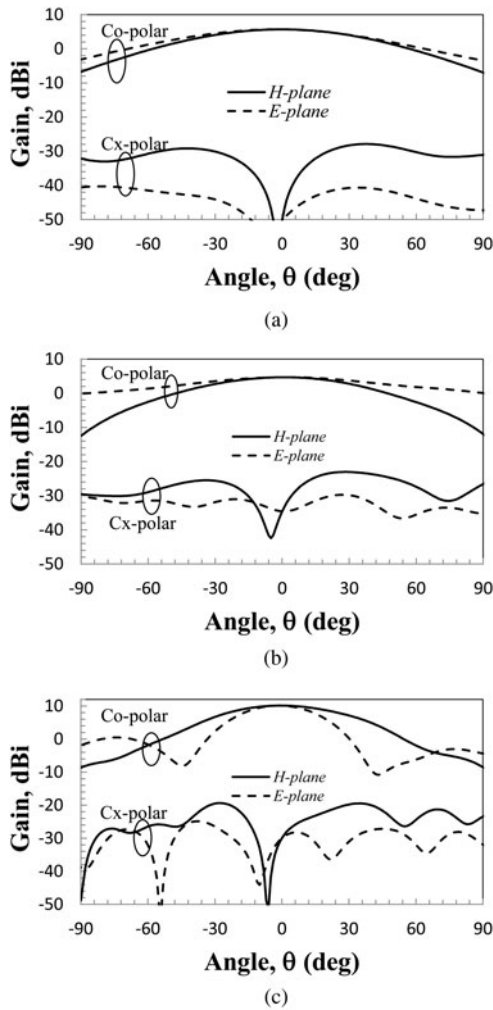 10
Co-polar
0
-10
H-plane
E-plane
-20
Cx-polar
-30
-40
-50
Gain, dBi
-90 -60 -30 0 30 60 90
Angle, θ (deg)
(a)
10
Co-polar
0
-10
H-plane
E-plane
-20
-30
Cx-polar
-40
-50
Gain, dBi
-90 -60 -30 0 30 60 90
Angle, θ (deg)
(b)
10
Co-polar
0
-10
H-plane
E-plane
Cx-polar
-20
-30
-40
-50
Gain, dBi
-90 -60 -30 0 30 60 90
Angle, θ (deg)
(c)